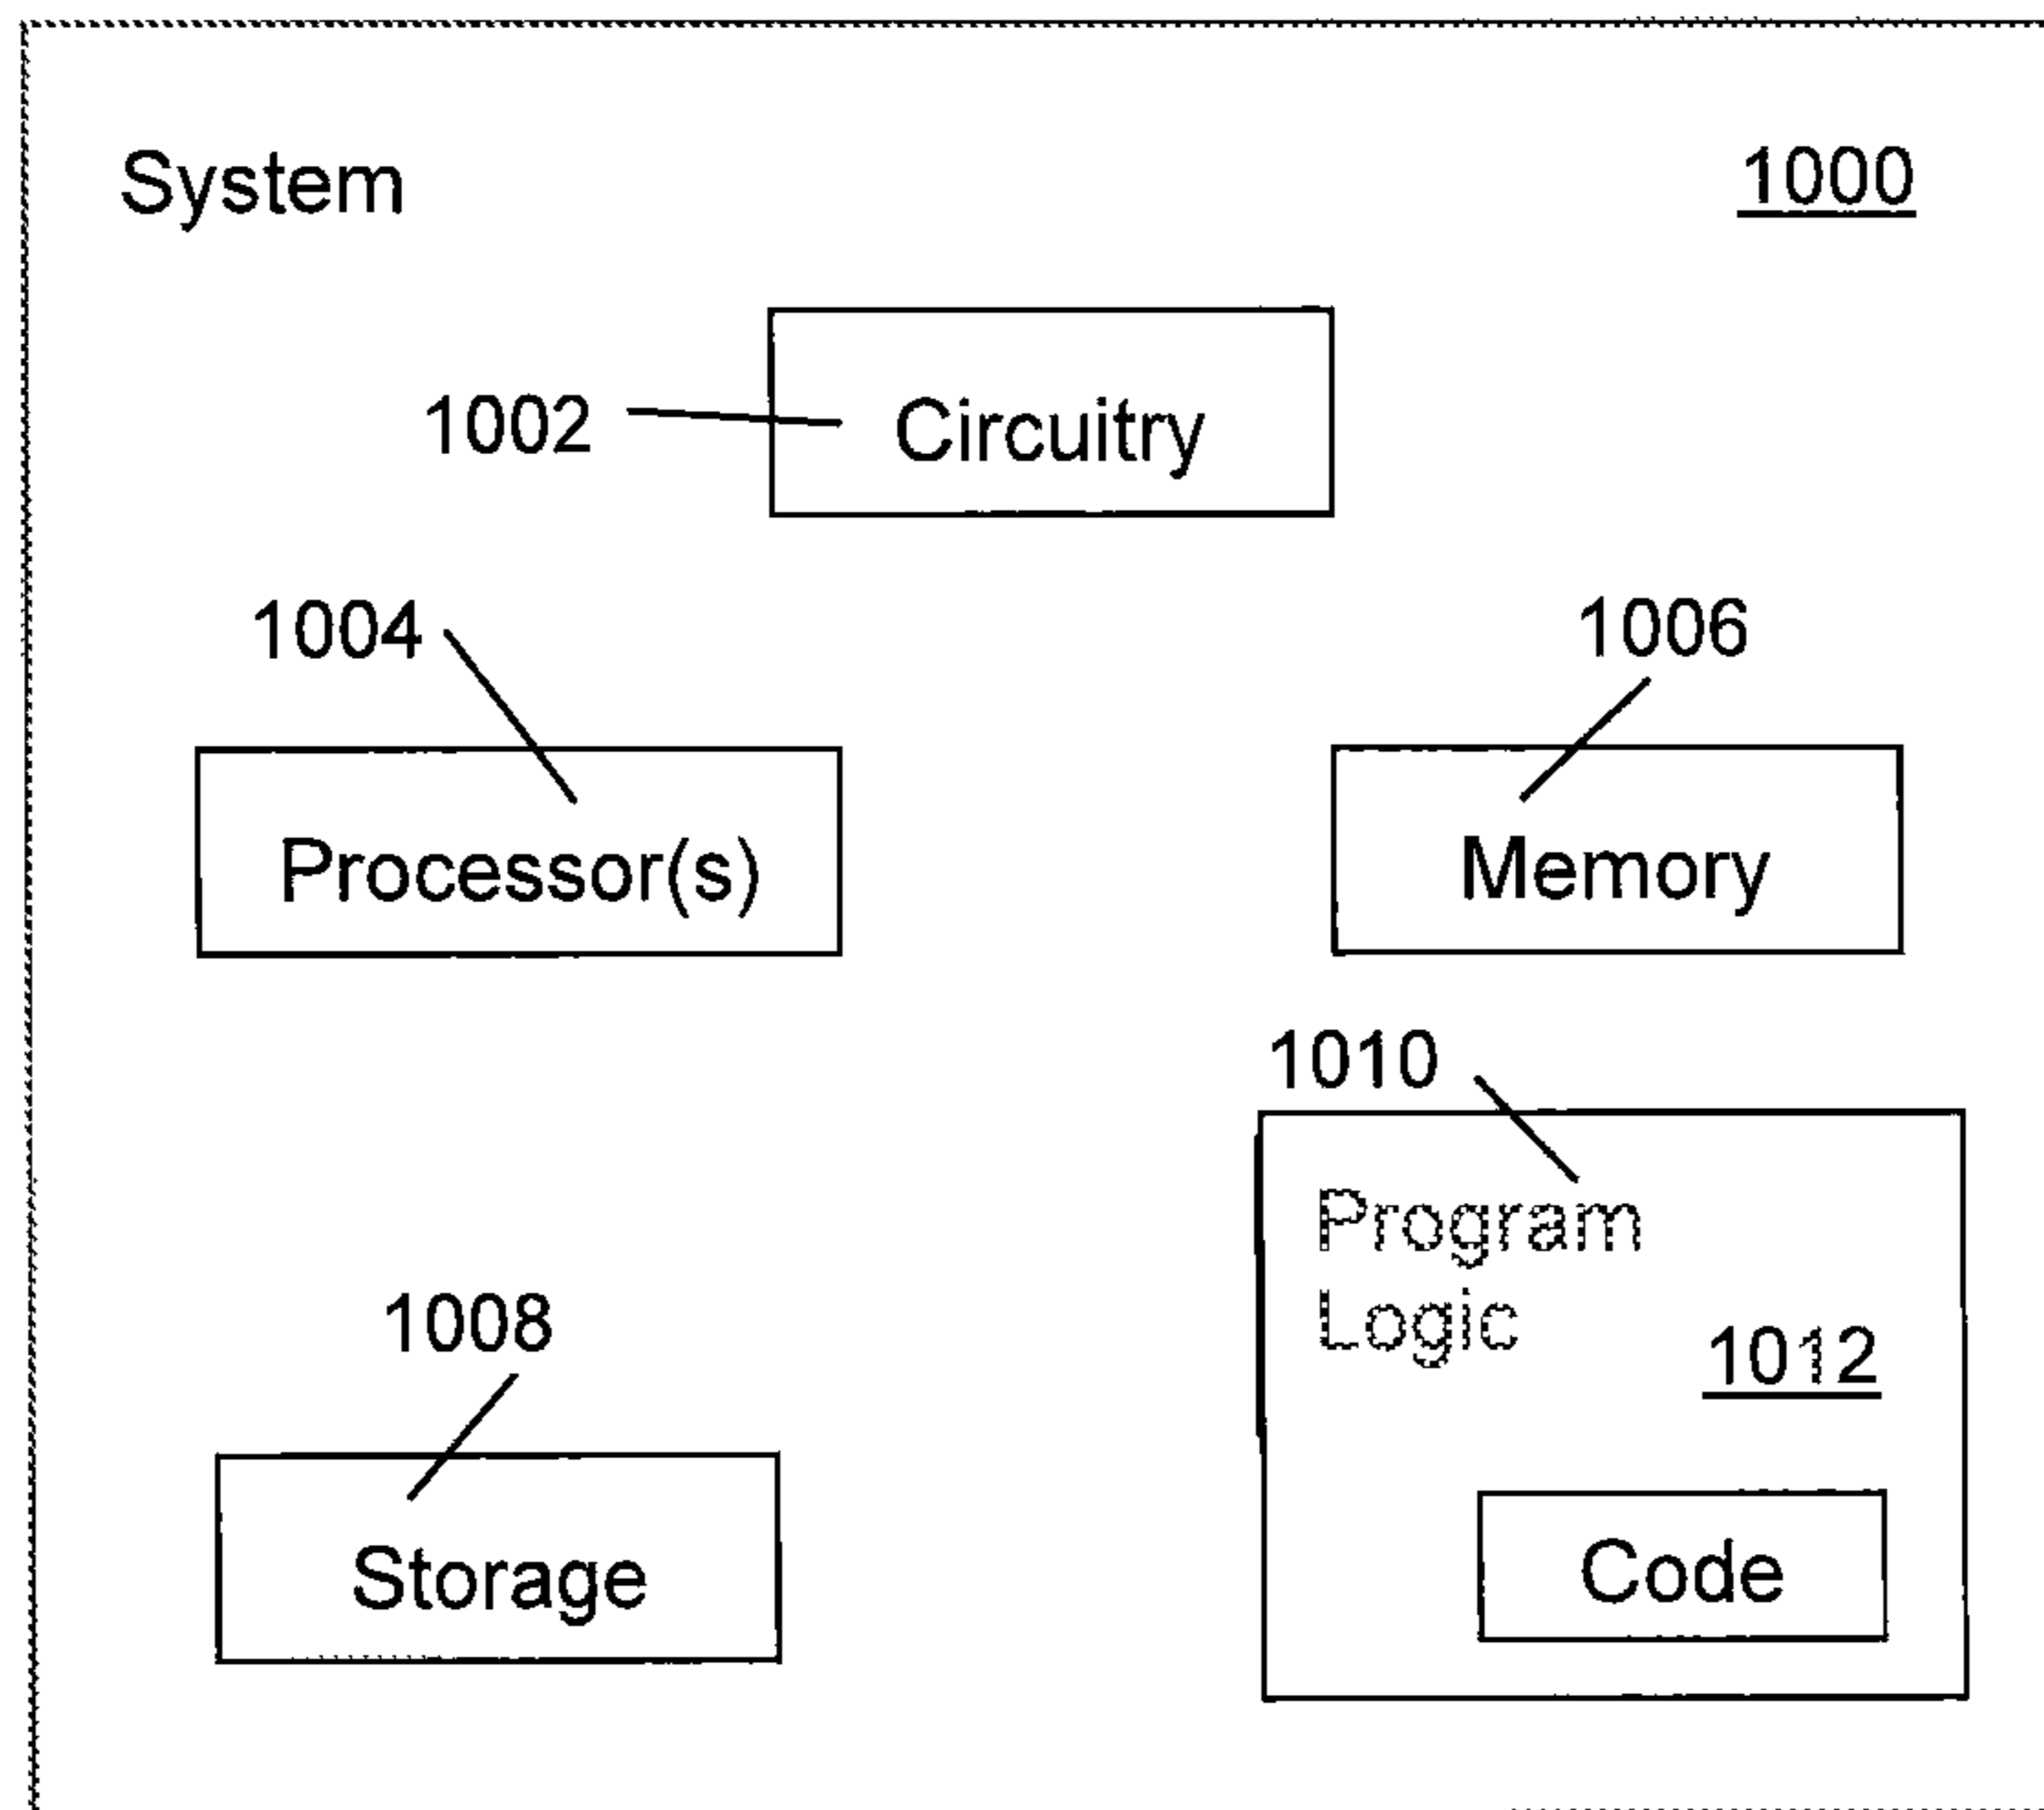 System 1000
1002 Circuitry
1004 1006
Processor(s) Memory
1010
Program
Logic
1008 1012
Storage Code